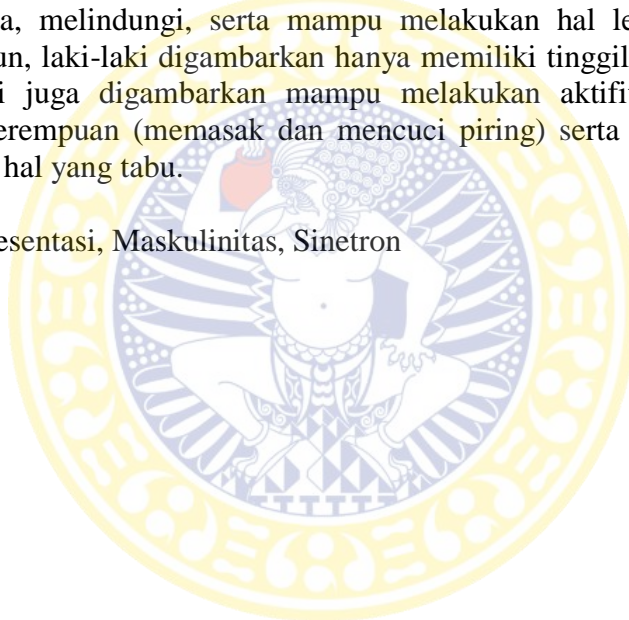 a, melindungi, serta mampu melakukan hal le
un, laki-laki digambarkan hanya memiliki tinggil
i juga digambarkan mampu melakukan aktifi
erempuan (memasak dan mencuci piring) serta
hal yang tabu.
esentasi, Maskulinitas, Sinetron